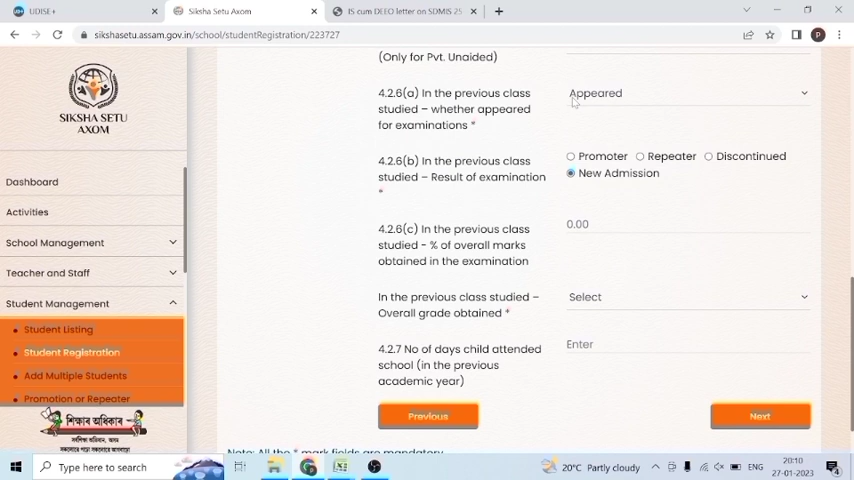 UDISE+
Siksha Setu Axom
IS cum DEEO letter on SDMIS 25
sikshasetu.assam.gov.in/school/studentRegistration/223727
P
SIKSHA SETU
AXOM
Dashboard
Activities
School Management
Teacher and Staff
Student Management
Student Listing
Student Registration
Add Multiple Students
Promotion or Repeater
শিক্ষাৰ অধিকাৰ
(Only for Pvt. Unaided)
4.2.6(a) In the previous class
studied – whether appeared
for examinations *
Appeared
4.2.6(b) In the previous class
studied – Result of examination
*
Promoter Repeater Discontinued
New Admission
4.2.6(c) In the previous class
studied - % of overall marks
obtained in the examination
0.00
In the previous class studied –
Overall grade obtained *
Select
4.2.7 No of days child attended
school (in the previous
academic year)
Enter
Previous
Next
Note: All the * mark fields are mandatory
Type here to search
20°C Partly cloudy
ENG
20:10
27-01-2023
4